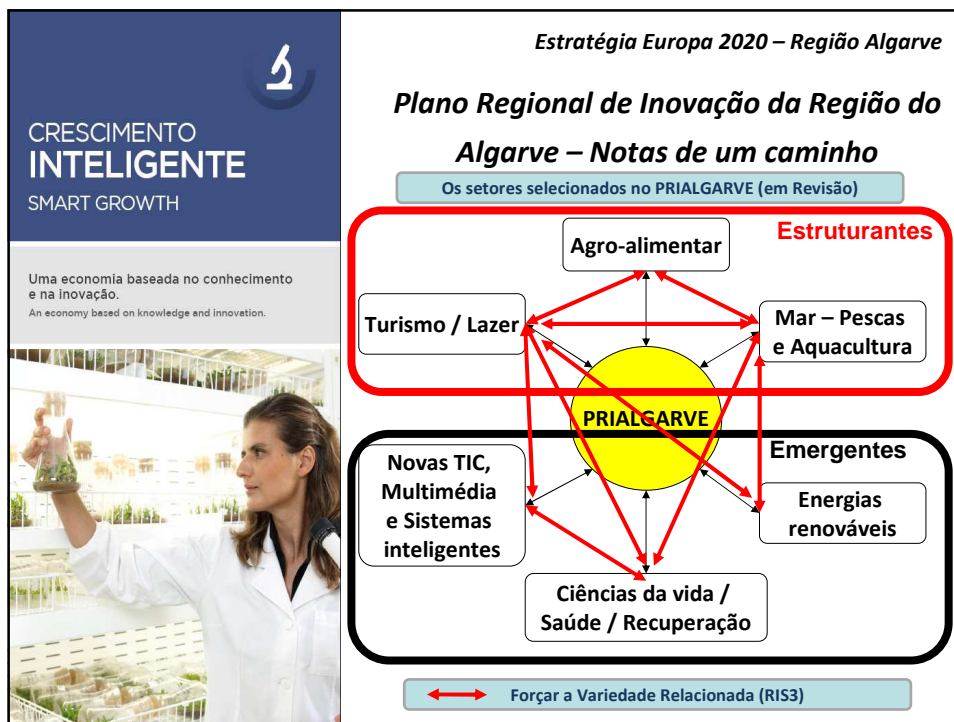 CRESCIMENTO
INTELIGENTE
SMART GROWTH
Uma economia baseada no conhecimento
e na inovação.
An economy based on knowledge and innovation.
Estratégia Europa 2020 – Região Algarve
Plano Regional de Inovação da Região do
Algarve – Notas de um caminho
Os setores selecionados no PRIALGARVE (em Revisão)
Estruturantes
Agro-alimentar
Turismo / Lazer
Mar – Pescas
e Aquacultura
PRIALGARVE
Emergentes
Novas TIC,
Multimédia
e Sistemas
inteligentes
Energias
renováveis
Ciências da vida /
Saúde / Recuperação
Forçar a Variedade Relacionada (RIS3)